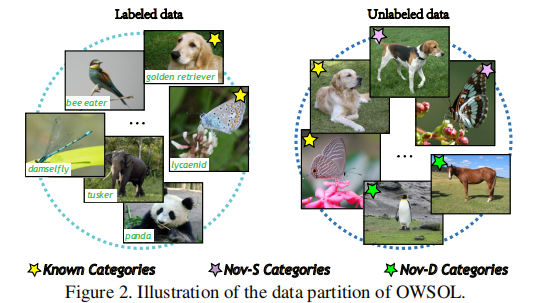 Labeled data
Unlabeled data
golden retriever
bee eater
...
lycaenid
damselfly
...
tusker
panda
Known Categories
Nov-S Categories
Nov-D Categories
Figure 2. Illustration of the data partition of OWSOL.